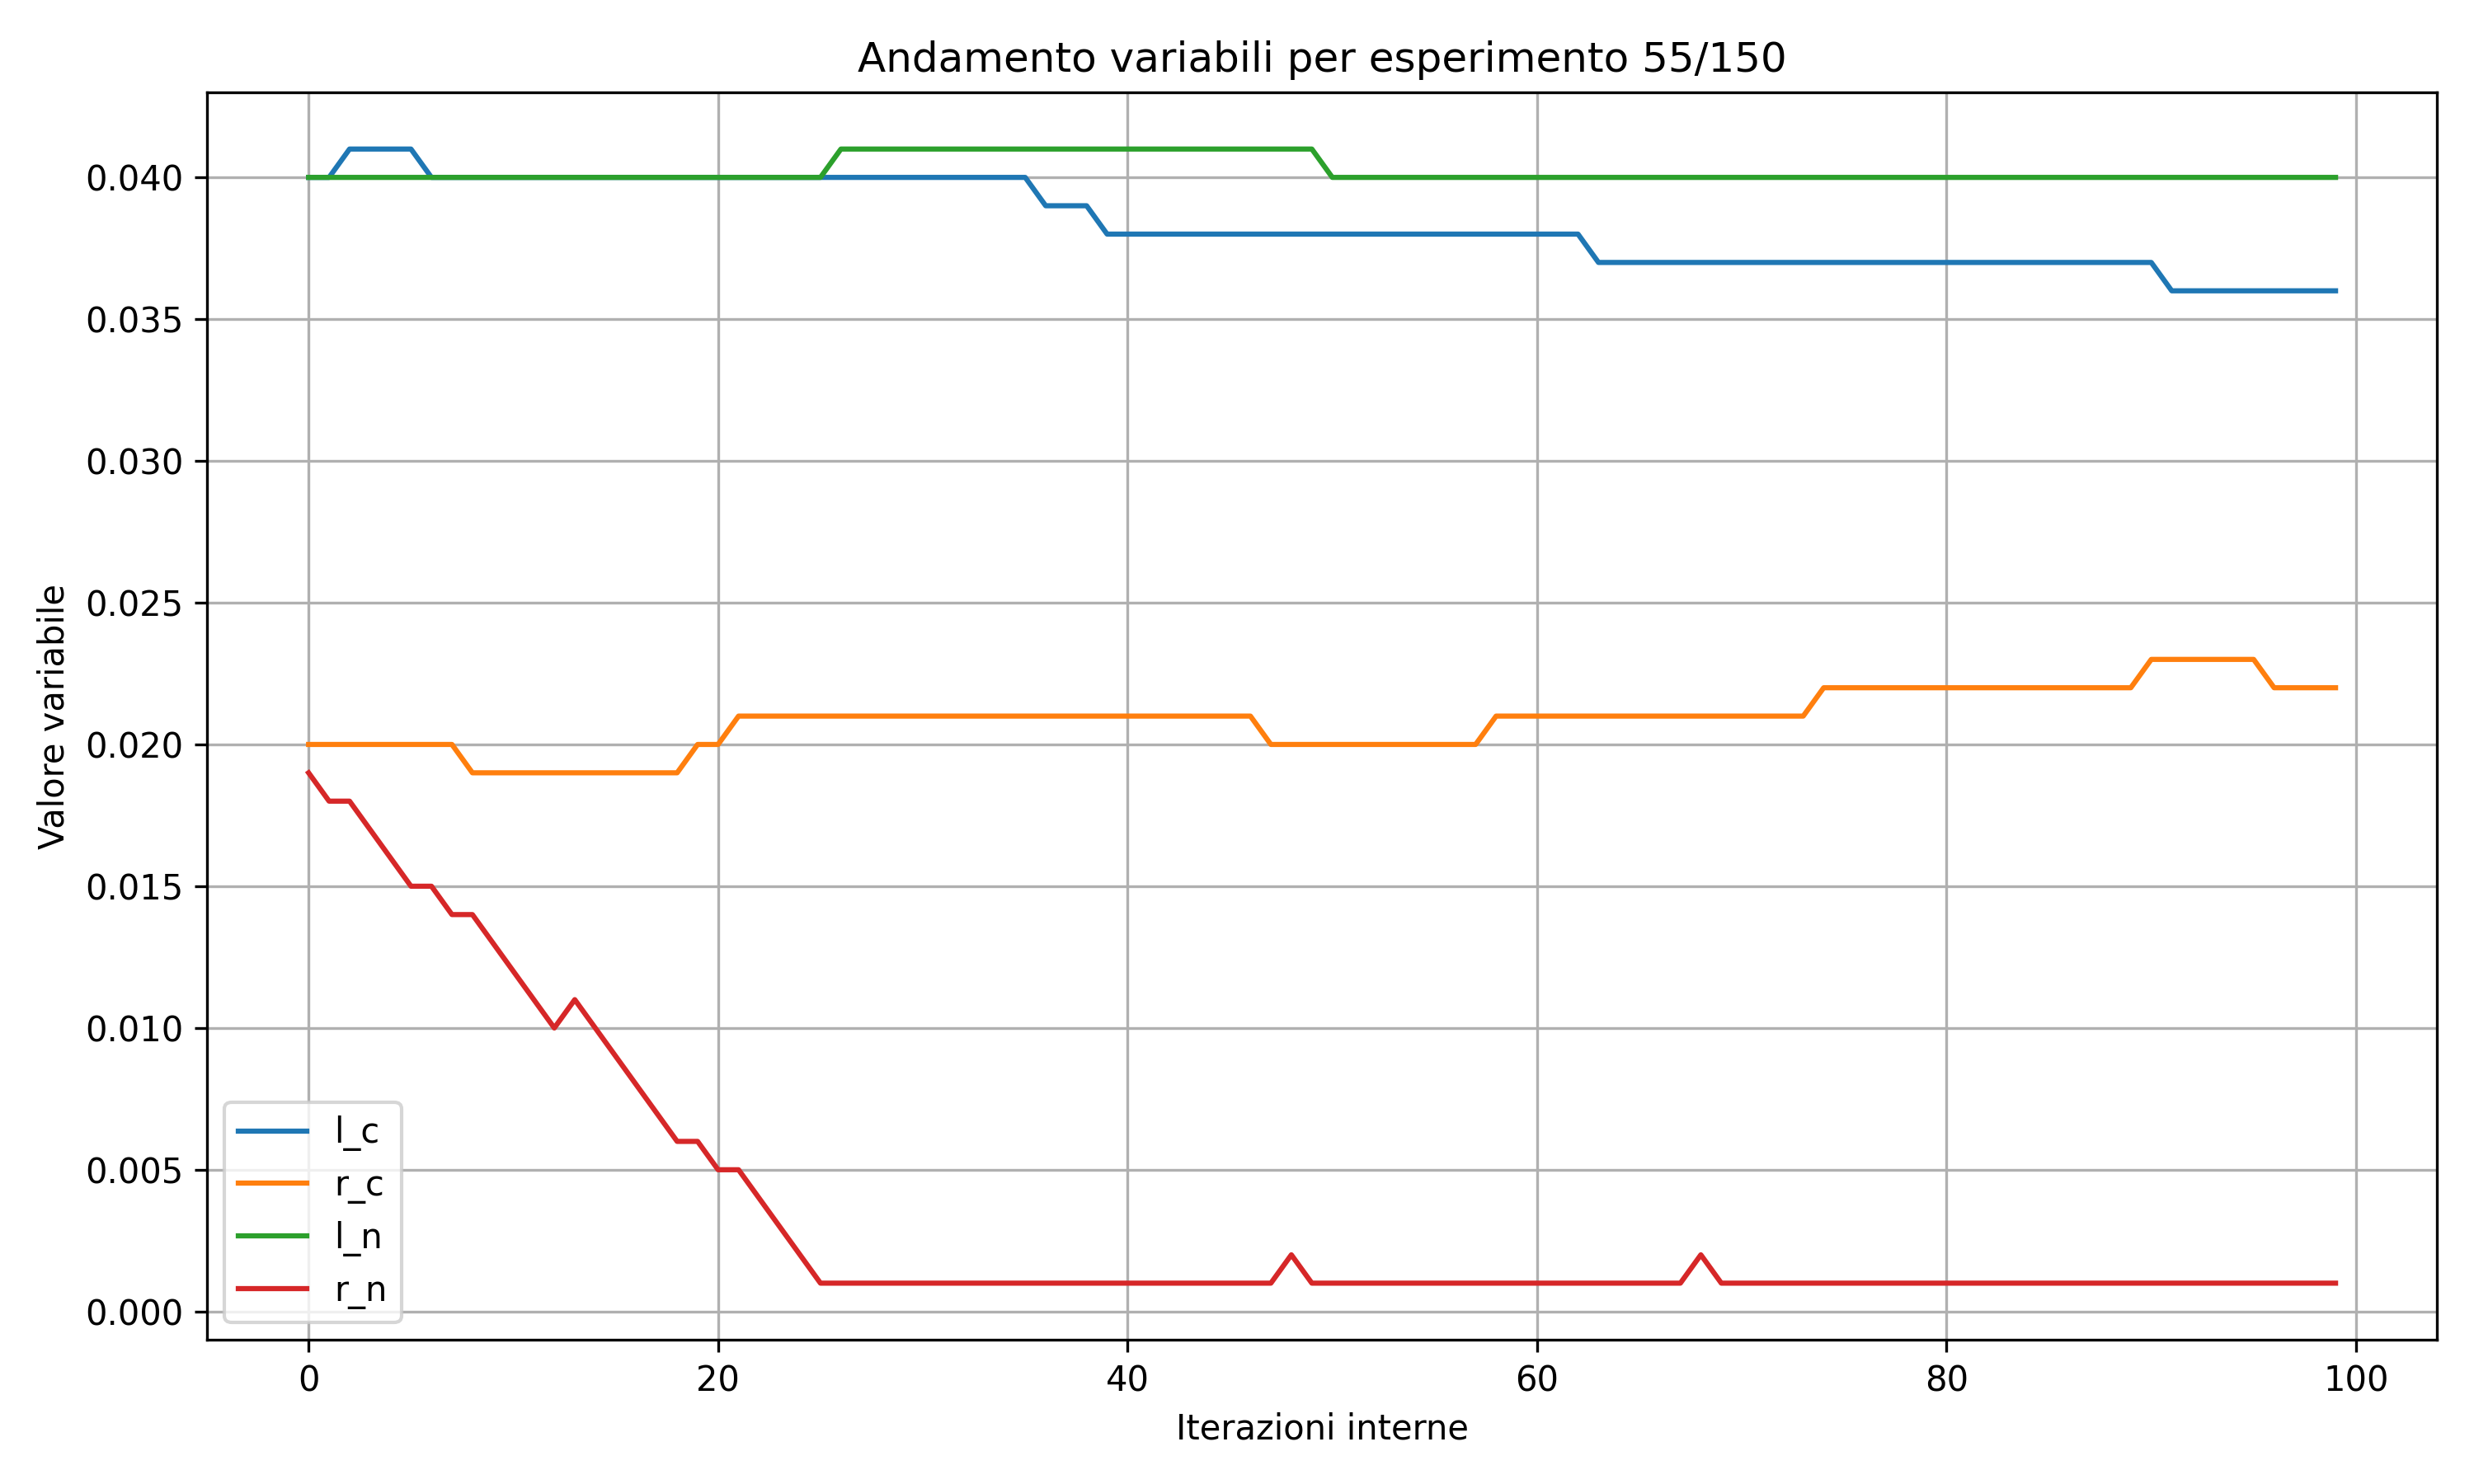 Andamento variabili per esperimento 55/150
Valore variabile
0.040
0.035
0.030
0.025
0.020
0.015
0.010
0.005
0.000
l_c
r_c
l_n
r_n
0 20 40 60 80 100
Iterazioni interne